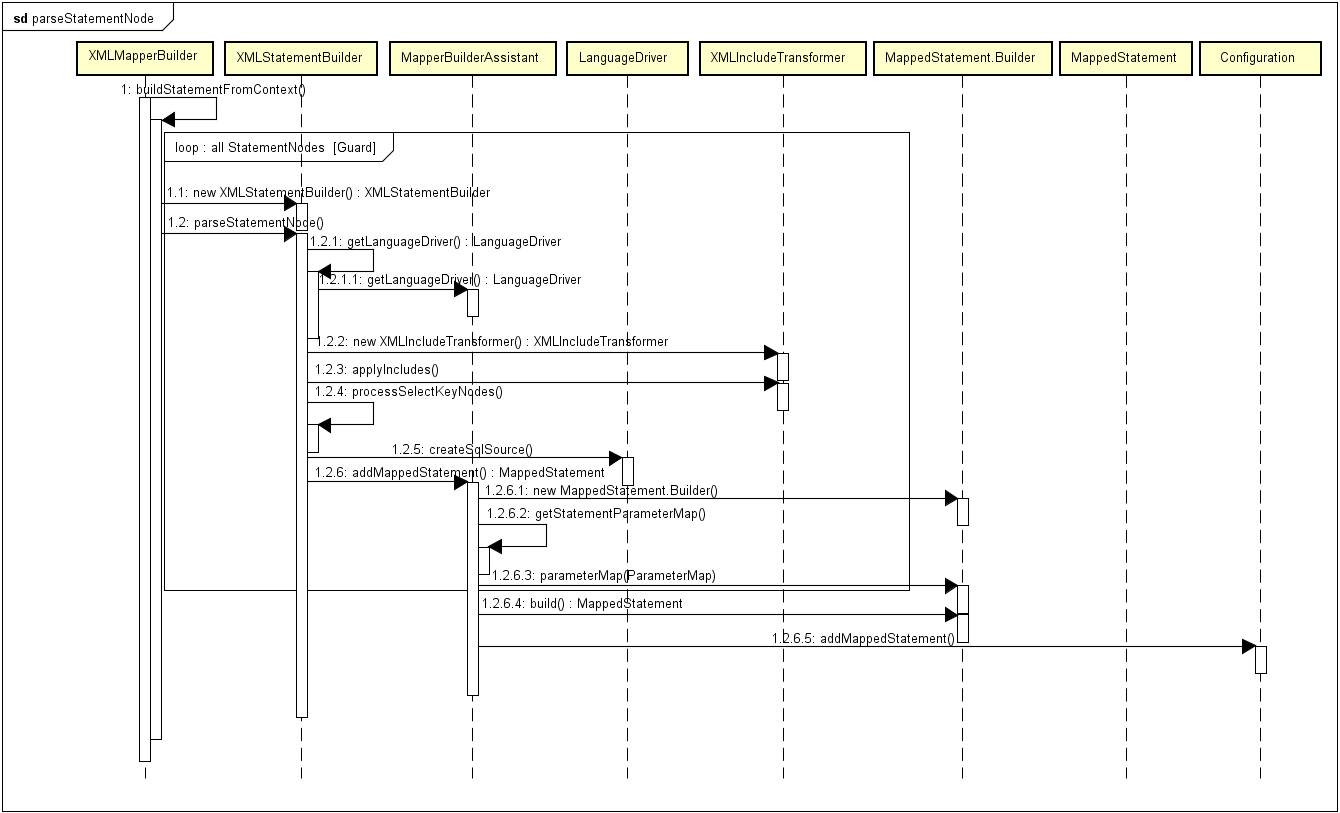 sd parseStatementNode
XMLMapperBuilder
XMLStatementBuilder
MapperBuilderAssistant
LanguageDriver
XMLIncludeTransformer
MappedStatement.Builder
MappedStatement
Configuration
1: buildStatementFromContext()
loop : all StatementNodes [Guard]
1.1: new XMLStatementBuilder() : XMLStatementBuilder
1.2: parseStatementNode()
1.2.1: getLanguageDriver() : LanguageDriver
1.2.1.1: getLanguageDriver() : LanguageDriver
1.2.2: new XMLIncludeTransformer() : XMLIncludeTransformer
1.2.3: applyIncludes()
1.2.4: processSelectKeyNodes()
1.2.5: createSqlSource()
1.2.6: addMappedStatement() : MappedStatement
1.2.6.1: new MappedStatement.Builder()
1.2.6.2: getStatementParameterMap()
1.2.6.3: parameterMap(ParameterMap)
1.2.6.4: build() : MappedStatement
1.2.6.5: addMappedStatement()